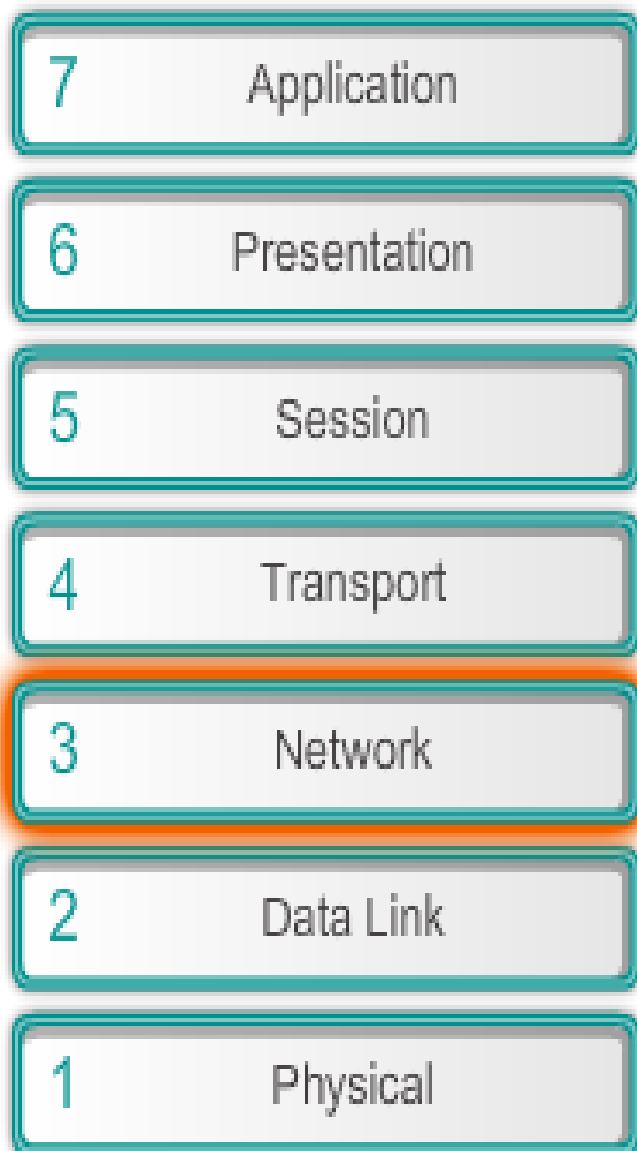 7 Application
6 Presentation
5 Session
4 Transport
3 Network
2 Data Link
1 Physical